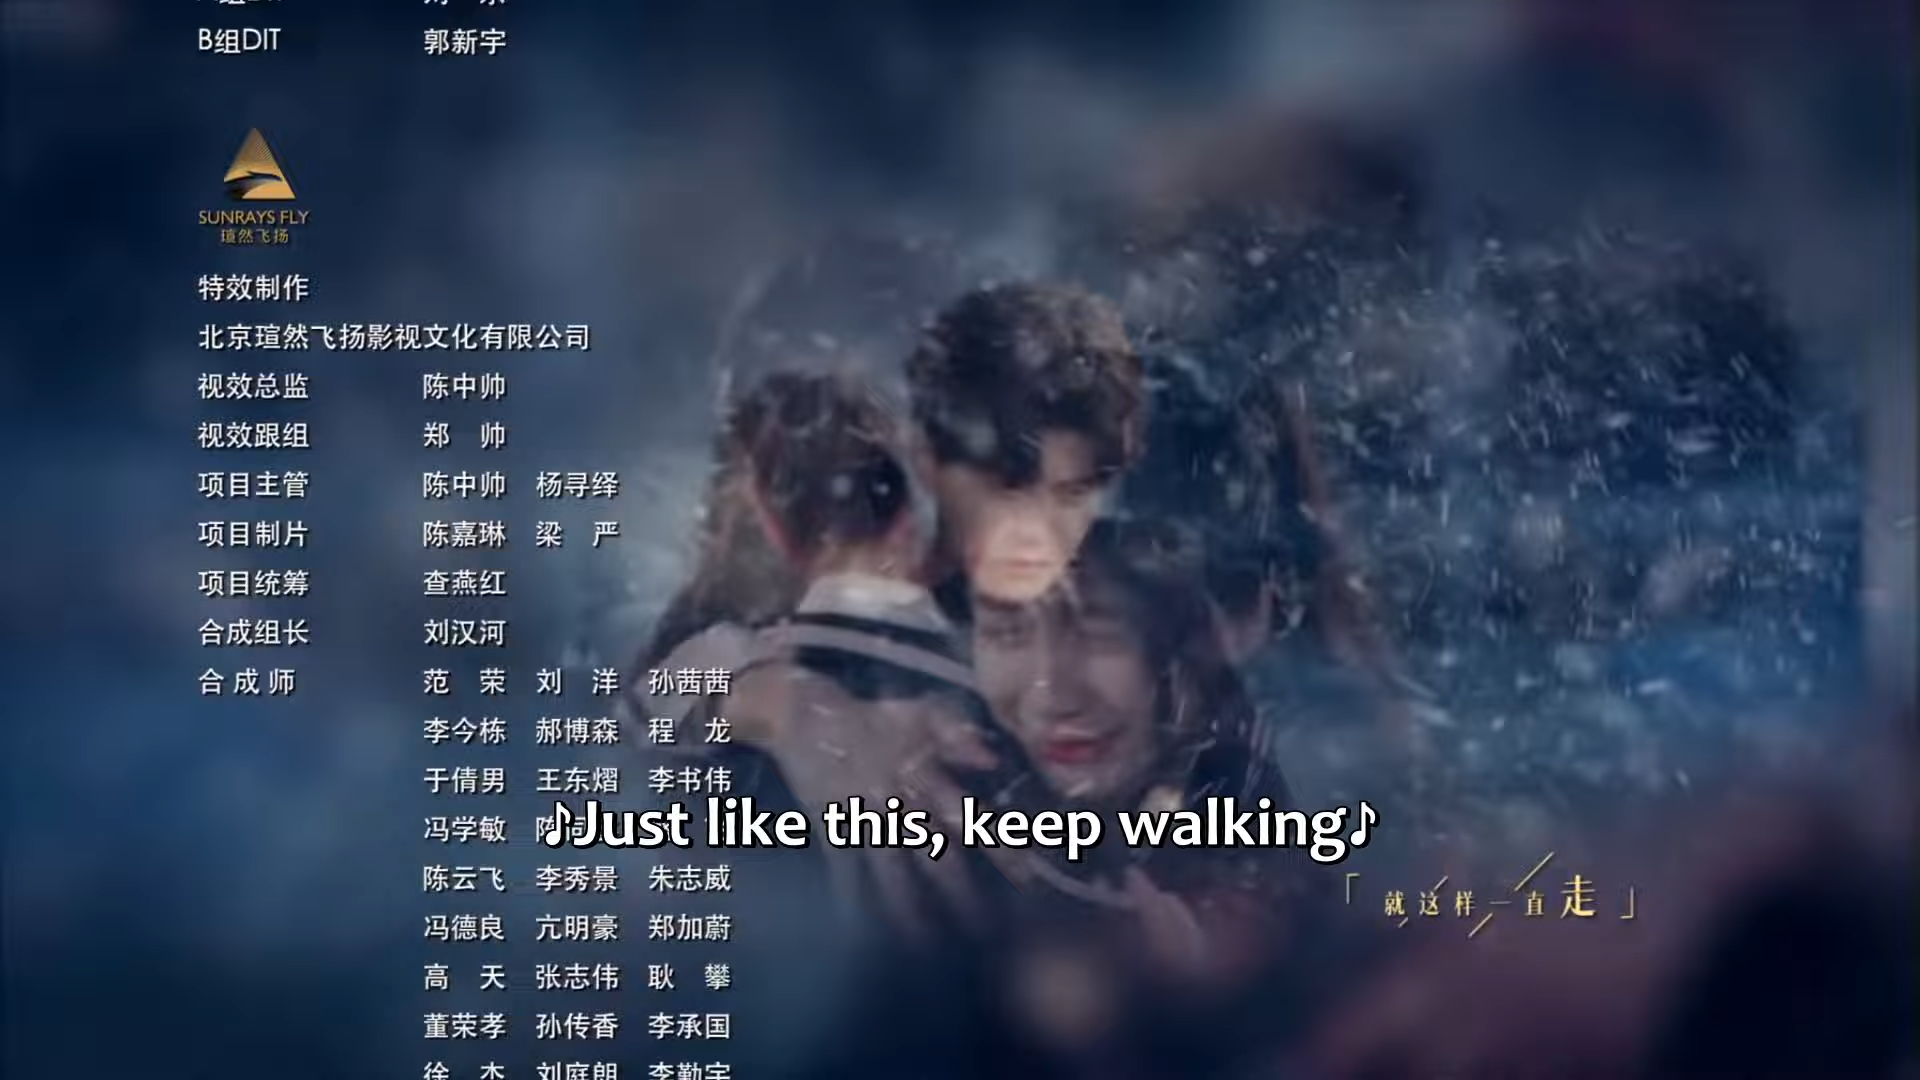 B组DIT 郭新宇
SUNRAYS FLY
瑄然飞扬
特效制作
北京瑄然飞扬影视文化有限公司
视效总监 陈中帅
视效跟组 郑 帅
项目主管 陈中帅 杨寻绎
项目制片 陈嘉琳 梁 严
项目统筹 查燕红
合成组长 刘汉河
合成师 范 荣 刘 洋 孙茜茜
李今栋 郝博森 程 龙
于倩男 王东熠 李书伟
冯学敏
♪Just like this, keep walking♪
陈云飞 李秀景 朱志威
「就这样一直走」
冯德良 亢明豪 郑加蔚
高 天 张志伟 耿 攀
董荣孝 孙传香 李承国
徐 杰 刘庭朗 李勤宇